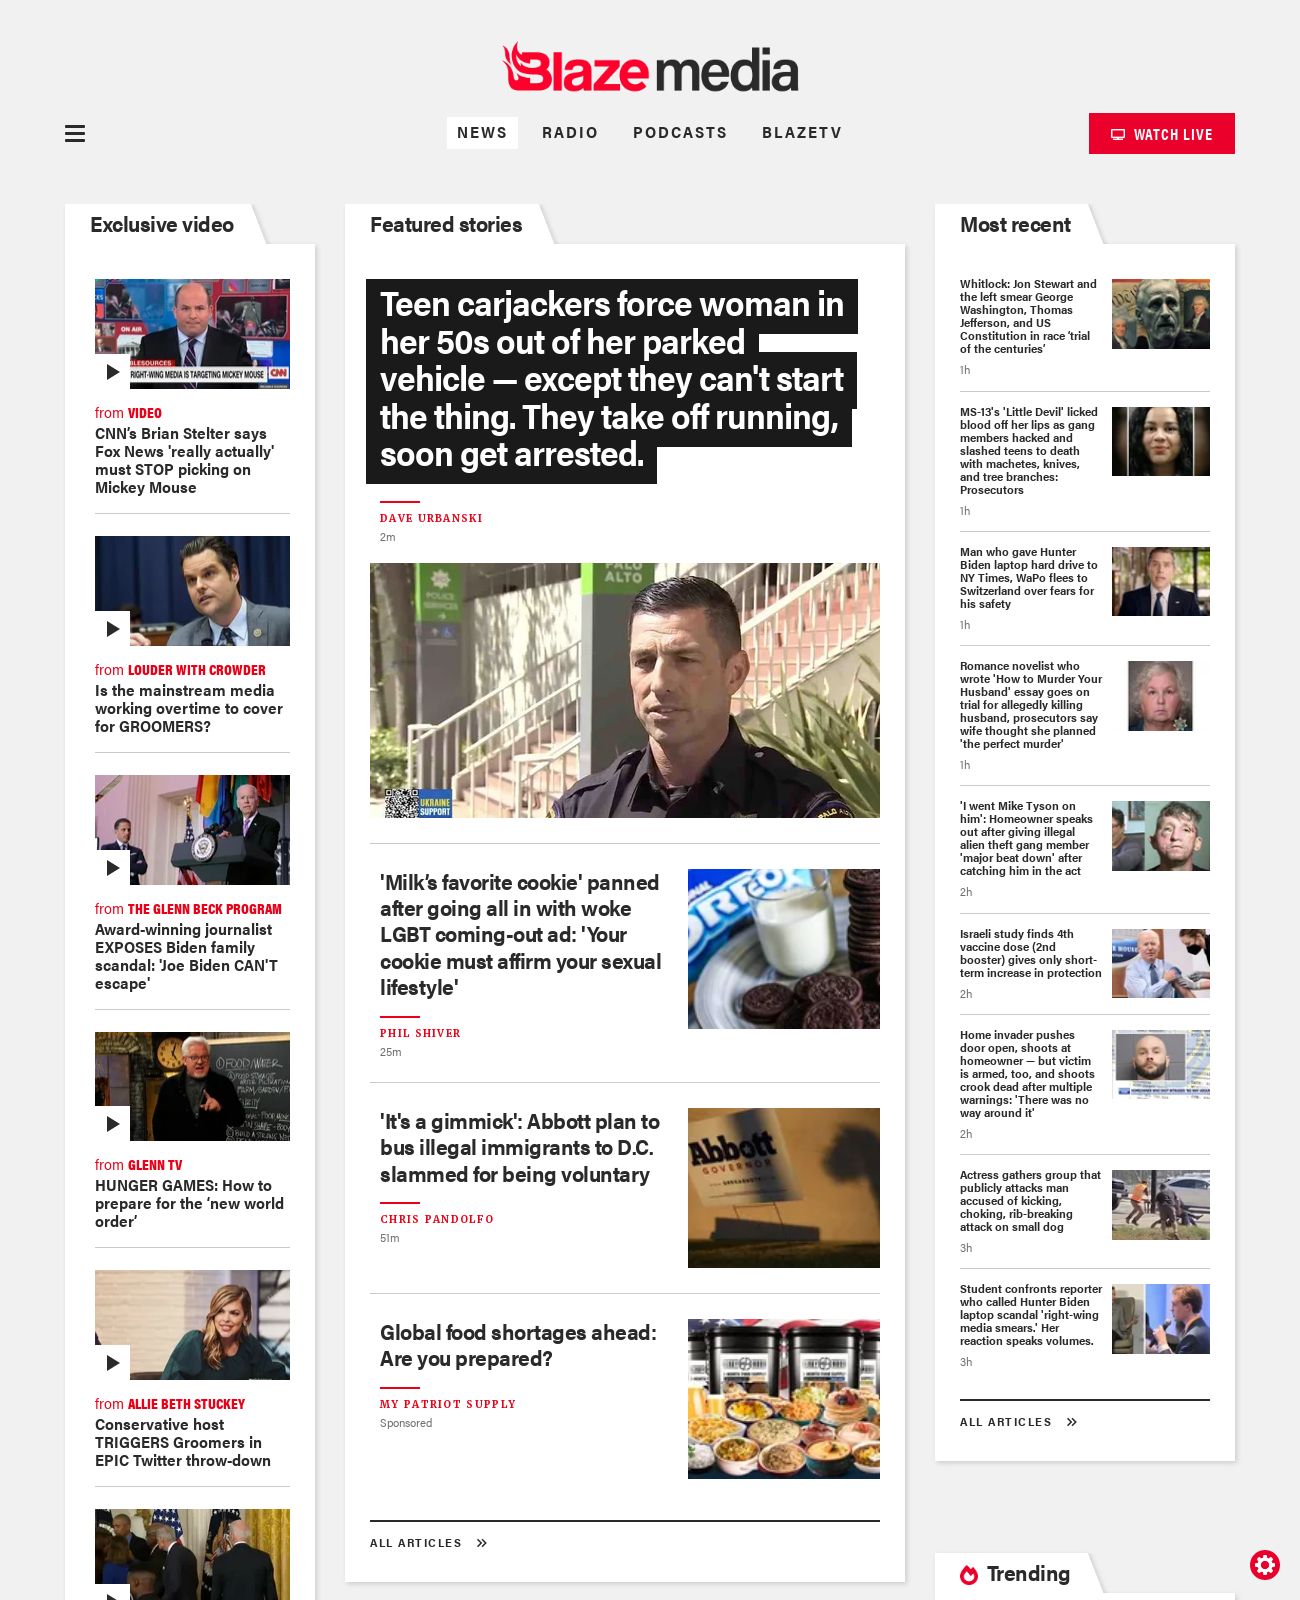 Blaze media
NEWS
RADIO
PODCASTS
BLAZETV
WATCH LIVE
Exclusive video
ON AIR
RIGHT-WING MEDIA IS TARGETING MICKEY MOUSE
CNN
from VIDEO
CNN’s Brian Stelter says
Fox News 'really actually'
must STOP picking on
Mickey Mouse
from LOUDER WITH CROWDER
Is the mainstream media
working overtime to cover
for GROOMERS?
from THE GLENN BECK PROGRAM
Award-winning journalist
EXPOSES Biden family
scandal: 'Joe Biden CAN'T
escape'
FOOD/WATER
from GLENN TV
HUNGER GAMES: How to
prepare for the ‘new world
order’
from ALLIE BETH STUCKEY
Conservative host
TRIGGERS Groomers in
EPIC Twitter throw-down
Featured stories
Teen carjackers force woman in
her 50s out of her parked
vehicle — except they can't start
the thing. They take off running,
soon get arrested.
DAVE URBANSKI
2m
PALO
ALTO
POLICE
SERVICES
UKRAINE
SUPPORT
'Milk’s favorite cookie' panned
after going all in with woke
LGBT coming-out ad: 'Your
cookie must affirm your sexual
lifestyle'
PHIL SHIVER
25m
OREO
'It's a gimmick': Abbott plan to
bus illegal immigrants to D.C.
slammed for being voluntary
CHRIS PANDOLFO
51m
Abbott
GOVERNOR
Global food shortages ahead:
Are you prepared?
MY PATRIOT SUPPLY
Sponsored
ALL ARTICLES
Most recent
Whitlock: Jon Stewart and
the left smear George
Washington, Thomas
Jefferson, and US
Constitution in race ‘trial
of the centuries’
1h
MS-13's 'Little Devil' licked
blood off her lips as gang
members hacked and
slashed teens to death
with machetes, knives,
and tree branches:
Prosecutors
1h
Man who gave Hunter
Biden laptop hard drive to
NY Times, WaPo flees to
Switzerland over fears for
his safety
1h
Romance novelist who
wrote 'How to Murder Your
Husband' essay goes on
trial for allegedly killing
husband, prosecutors say
wife thought she planned
'the perfect murder'
1h
'I went Mike Tyson on
him': Homeowner speaks
out after giving illegal
alien theft gang member
'major beat down' after
catching him in the act
2h
Israeli study finds 4th
vaccine dose (2nd
booster) gives only short-
term increase in protection
2h
Home invader pushes
door open, shoots at
homeowner — but victim
is armed, too, and shoots
crook dead after multiple
warnings: 'There was no
way around it'
2h
Actress gathers group that
publicly attacks man
accused of kicking,
choking, rib-breaking
attack on small dog
3h
Student confronts reporter
who called Hunter Biden
laptop scandal 'right-wing
media smears.' Her
reaction speaks volumes.
3h
ALL ARTICLES
Trending